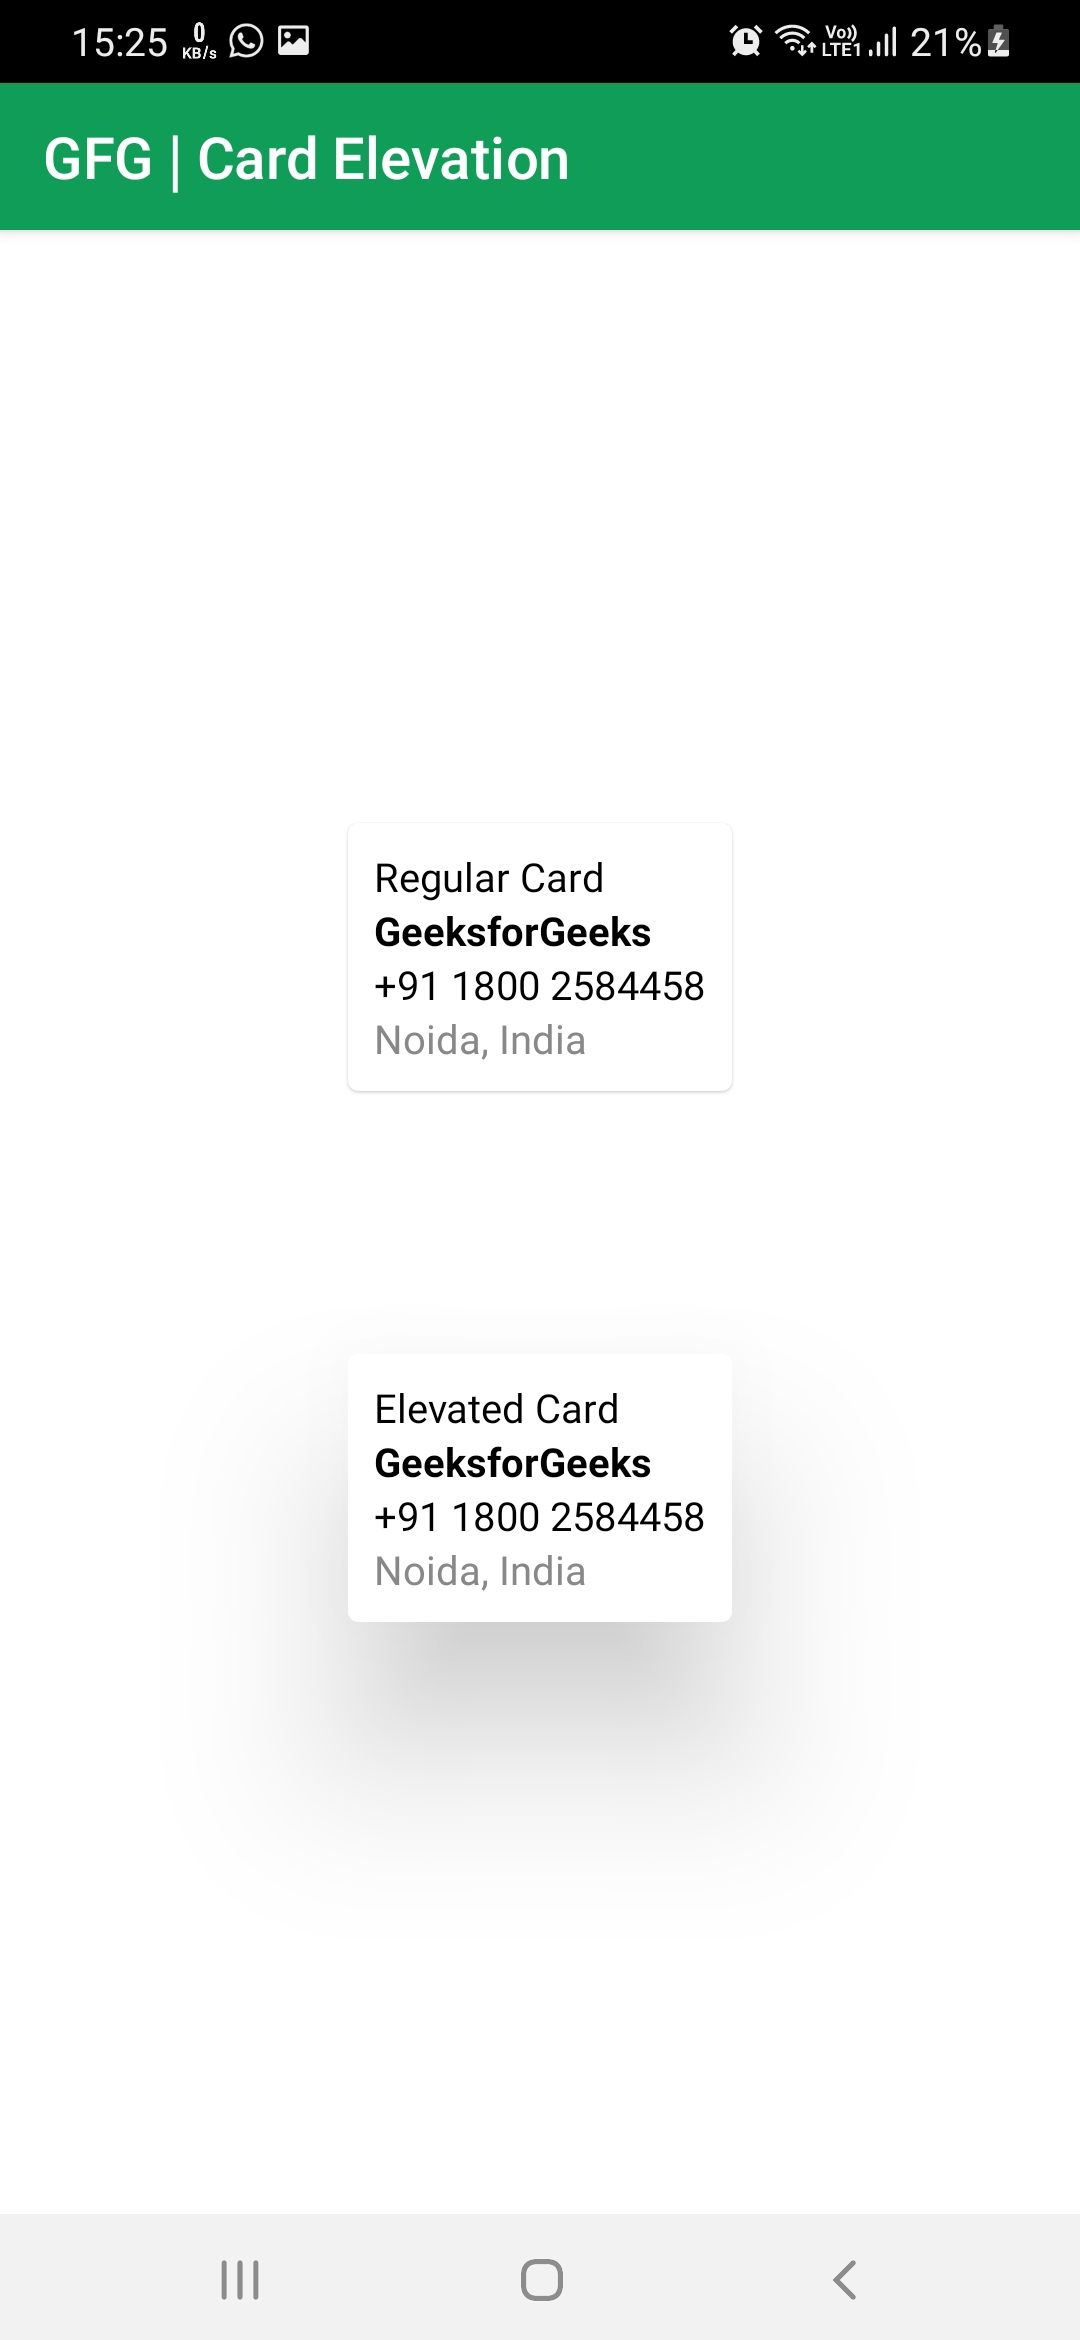 15:25 0 KB/s Vo)) LTE1 21%
GFG | Card Elevation
Regular Card
GeeksforGeeks
+91 1800 2584458
Noida, India
Elevated Card
GeeksforGeeks
+91 1800 2584458
Noida, India